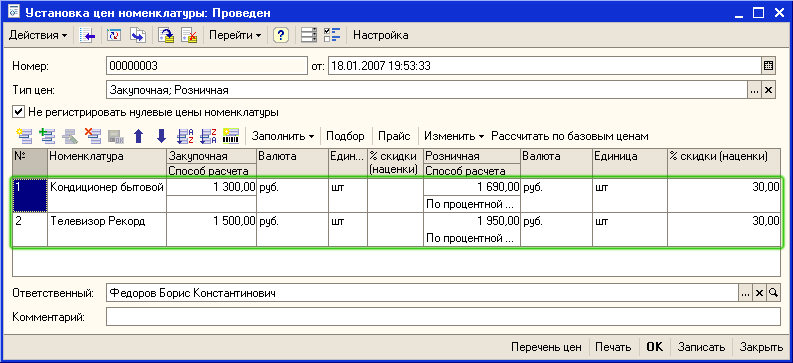 Установка цен номенклатуры: Проведен
Действия Перейти ? Настройка
Номер: 00000003 от: 18.01.2007 19:53:33
Тип цен: Закупочная; Розничная ... ×
Не регистрировать нулевые цены номенклатуры
Заполнить Подбор Прайс Изменить Рассчитать по базовым ценам
№ Номенклатура Закупочная Валюта Един... % скидки (наценки) Розничная Валюта Единица % скидки (наценки)
Способ расчета Способ расчета
1 Кондиционер бытовой 1 300,00 руб. шт 1 690,00 руб. шт 30,00
По процентной ...
2 Телевизор Рекорд 1 500,00 руб. шт 1 950,00 руб. шт 30,00
По процентной ...
Ответственный: Федоров Борис Константинович ... ×
Комментарий:
Перечень цен Печать OK Записать Закрыть